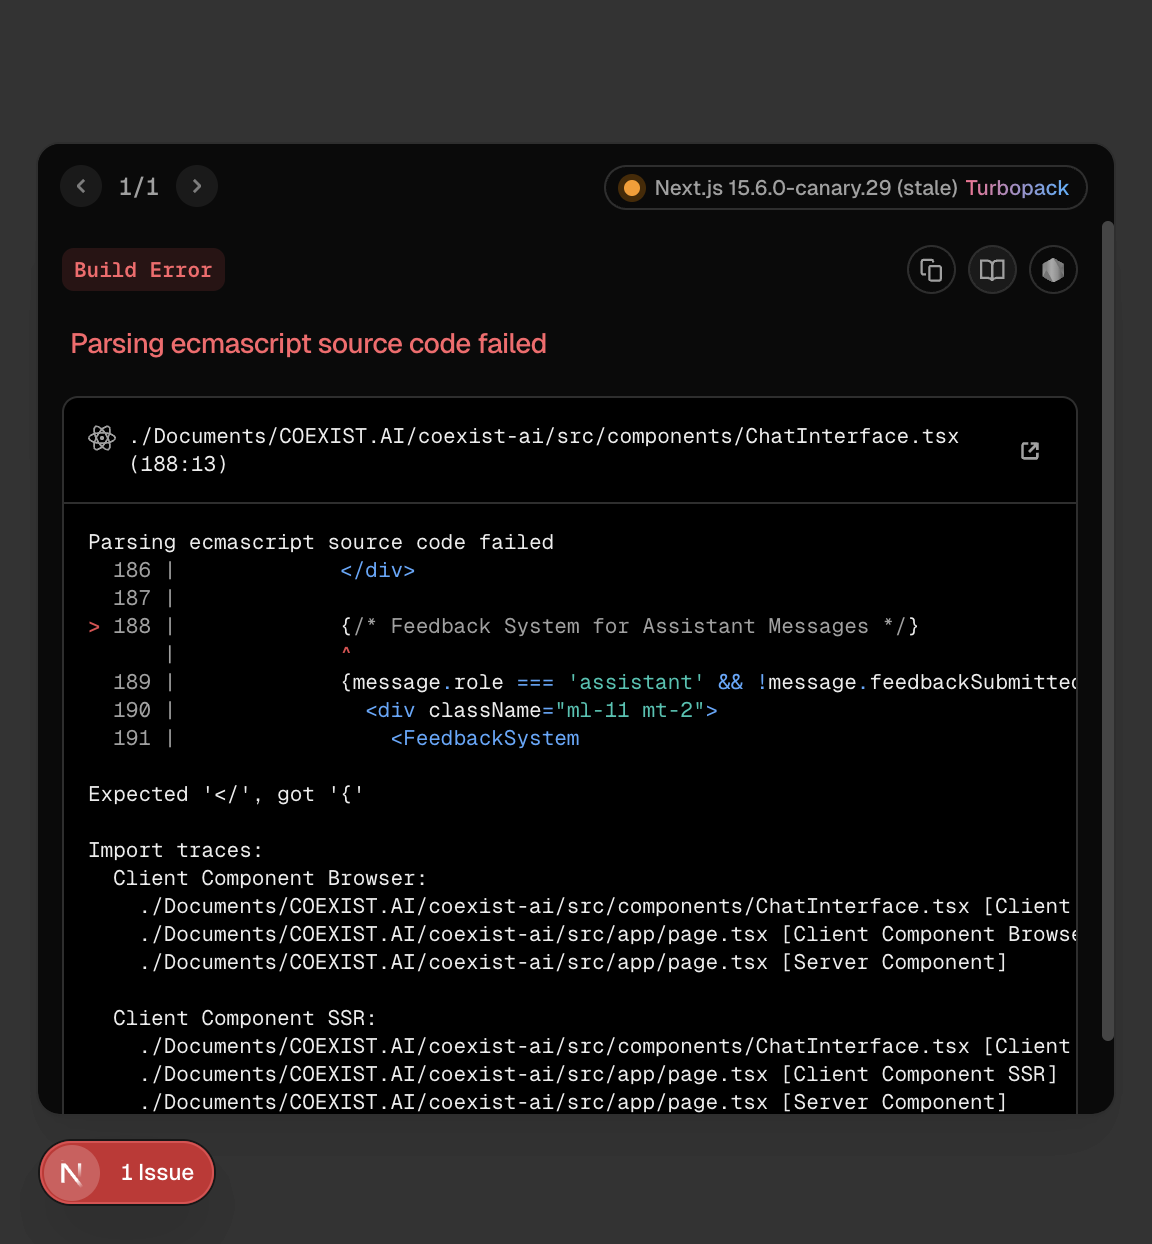 1/1
Next.js 15.6.0-canary.29 (stale) Turbopack
Build Error
Parsing ecmascript source code failed
./Documents/COEXIST.AI/coexist-ai/src/components/ChatInterface.tsx
(188:13)
Parsing ecmascript source code failed
186 | </div>
187 |
> 188 | {/* Feedback System for Assistant Messages */}
| ^
189 | {message.role === 'assistant' && !message.feedbackSubmitted
190 | <div className="ml-11 mt-2">
191 | <FeedbackSystem
Expected '</', got '{'
Import traces:
Client Component Browser:
./Documents/COEXIST.AI/coexist-ai/src/components/ChatInterface.tsx [Client
./Documents/COEXIST.AI/coexist-ai/src/app/page.tsx [Client Component Browse
./Documents/COEXIST.AI/coexist-ai/src/app/page.tsx [Server Component]
Client Component SSR:
./Documents/COEXIST.AI/coexist-ai/src/components/ChatInterface.tsx [Client
./Documents/COEXIST.AI/coexist-ai/src/app/page.tsx [Client Component SSR]
./Documents/COEXIST.AI/coexist-ai/src/app/page.tsx [Server Component]
N 1 Issue